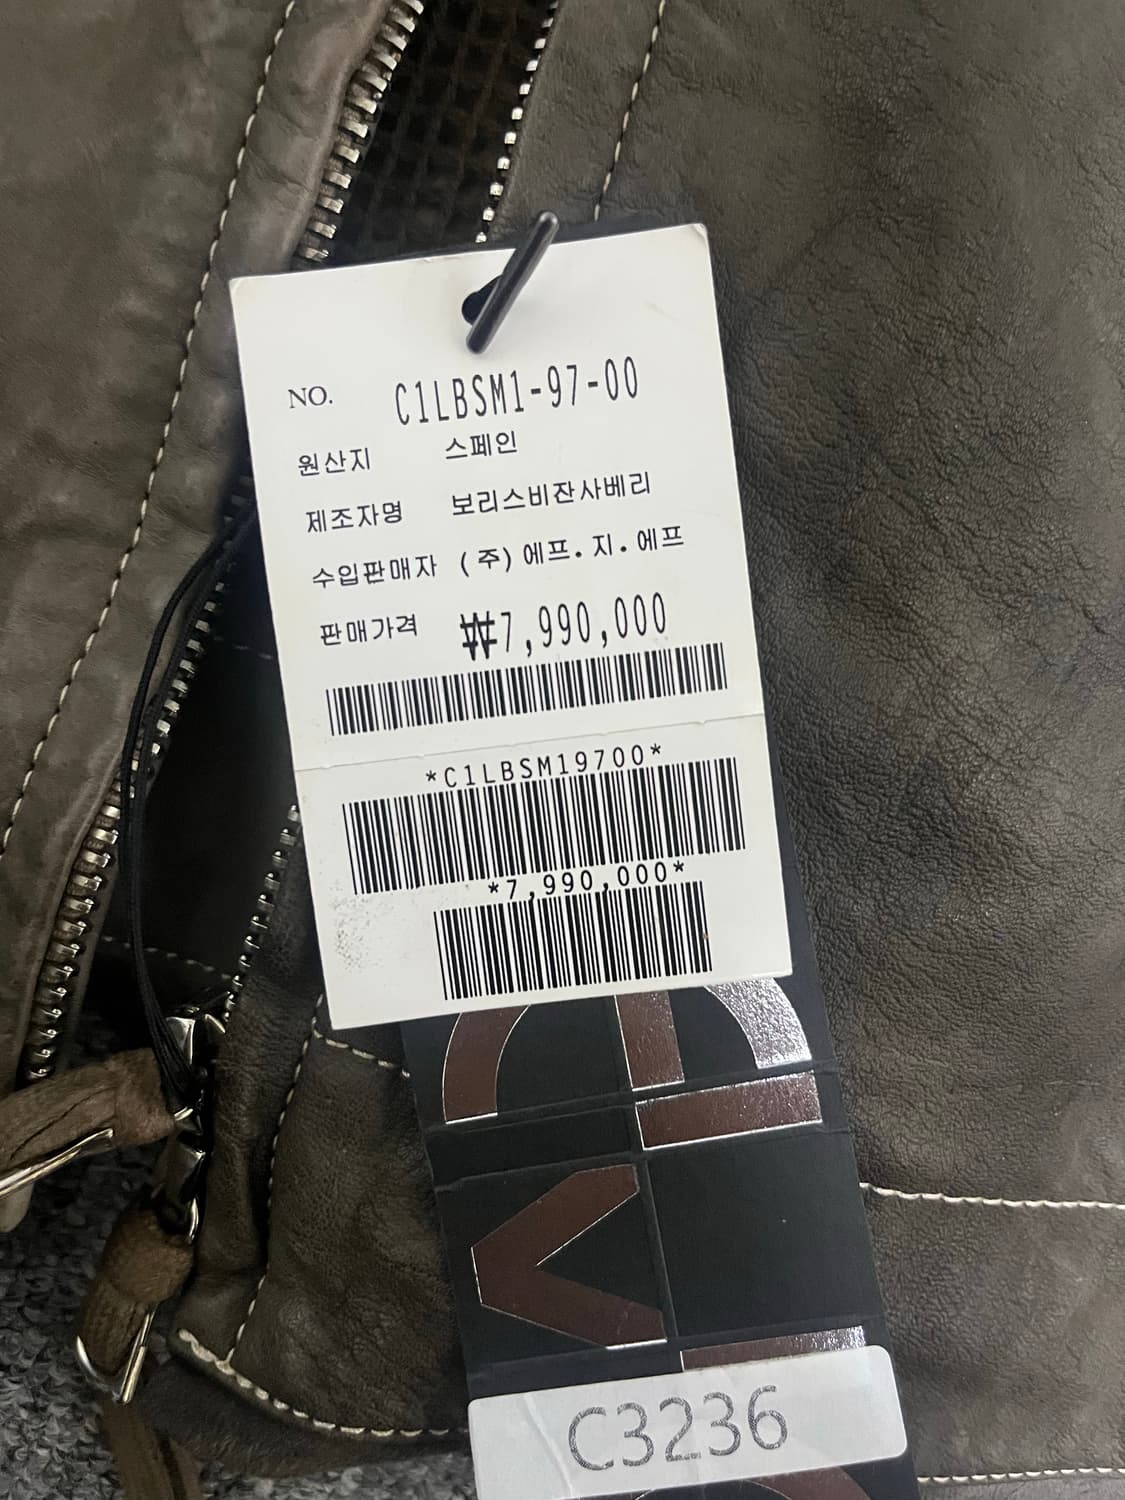 NO. C1LBSM1-97-00
원산지 스페인
제조자명 보리스비잔사베리
수입판매자 (주)에프.지.에프
판매가격 ₩7,990,000
*C1LBSM19700*
*7,990,000*
C3236